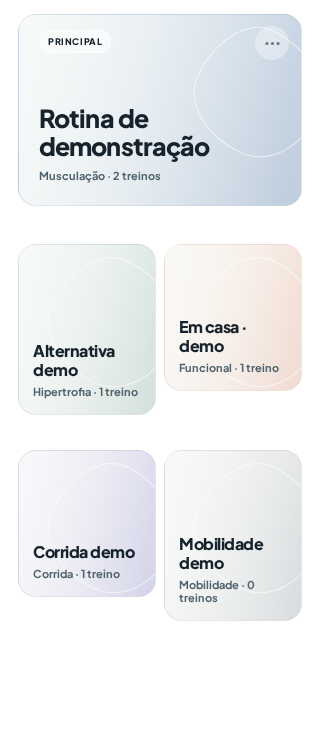 PRINCIPAL
Rotina de
demonstração
Musculação · 2 treinos
Alternativa
demo
Hipertrofia · 1 treino
Em casa ·
demo
Funcional · 1 treino
Corrida demo
Corrida · 1 treino
Mobilidade
demo
Mobilidade · 0
treinos